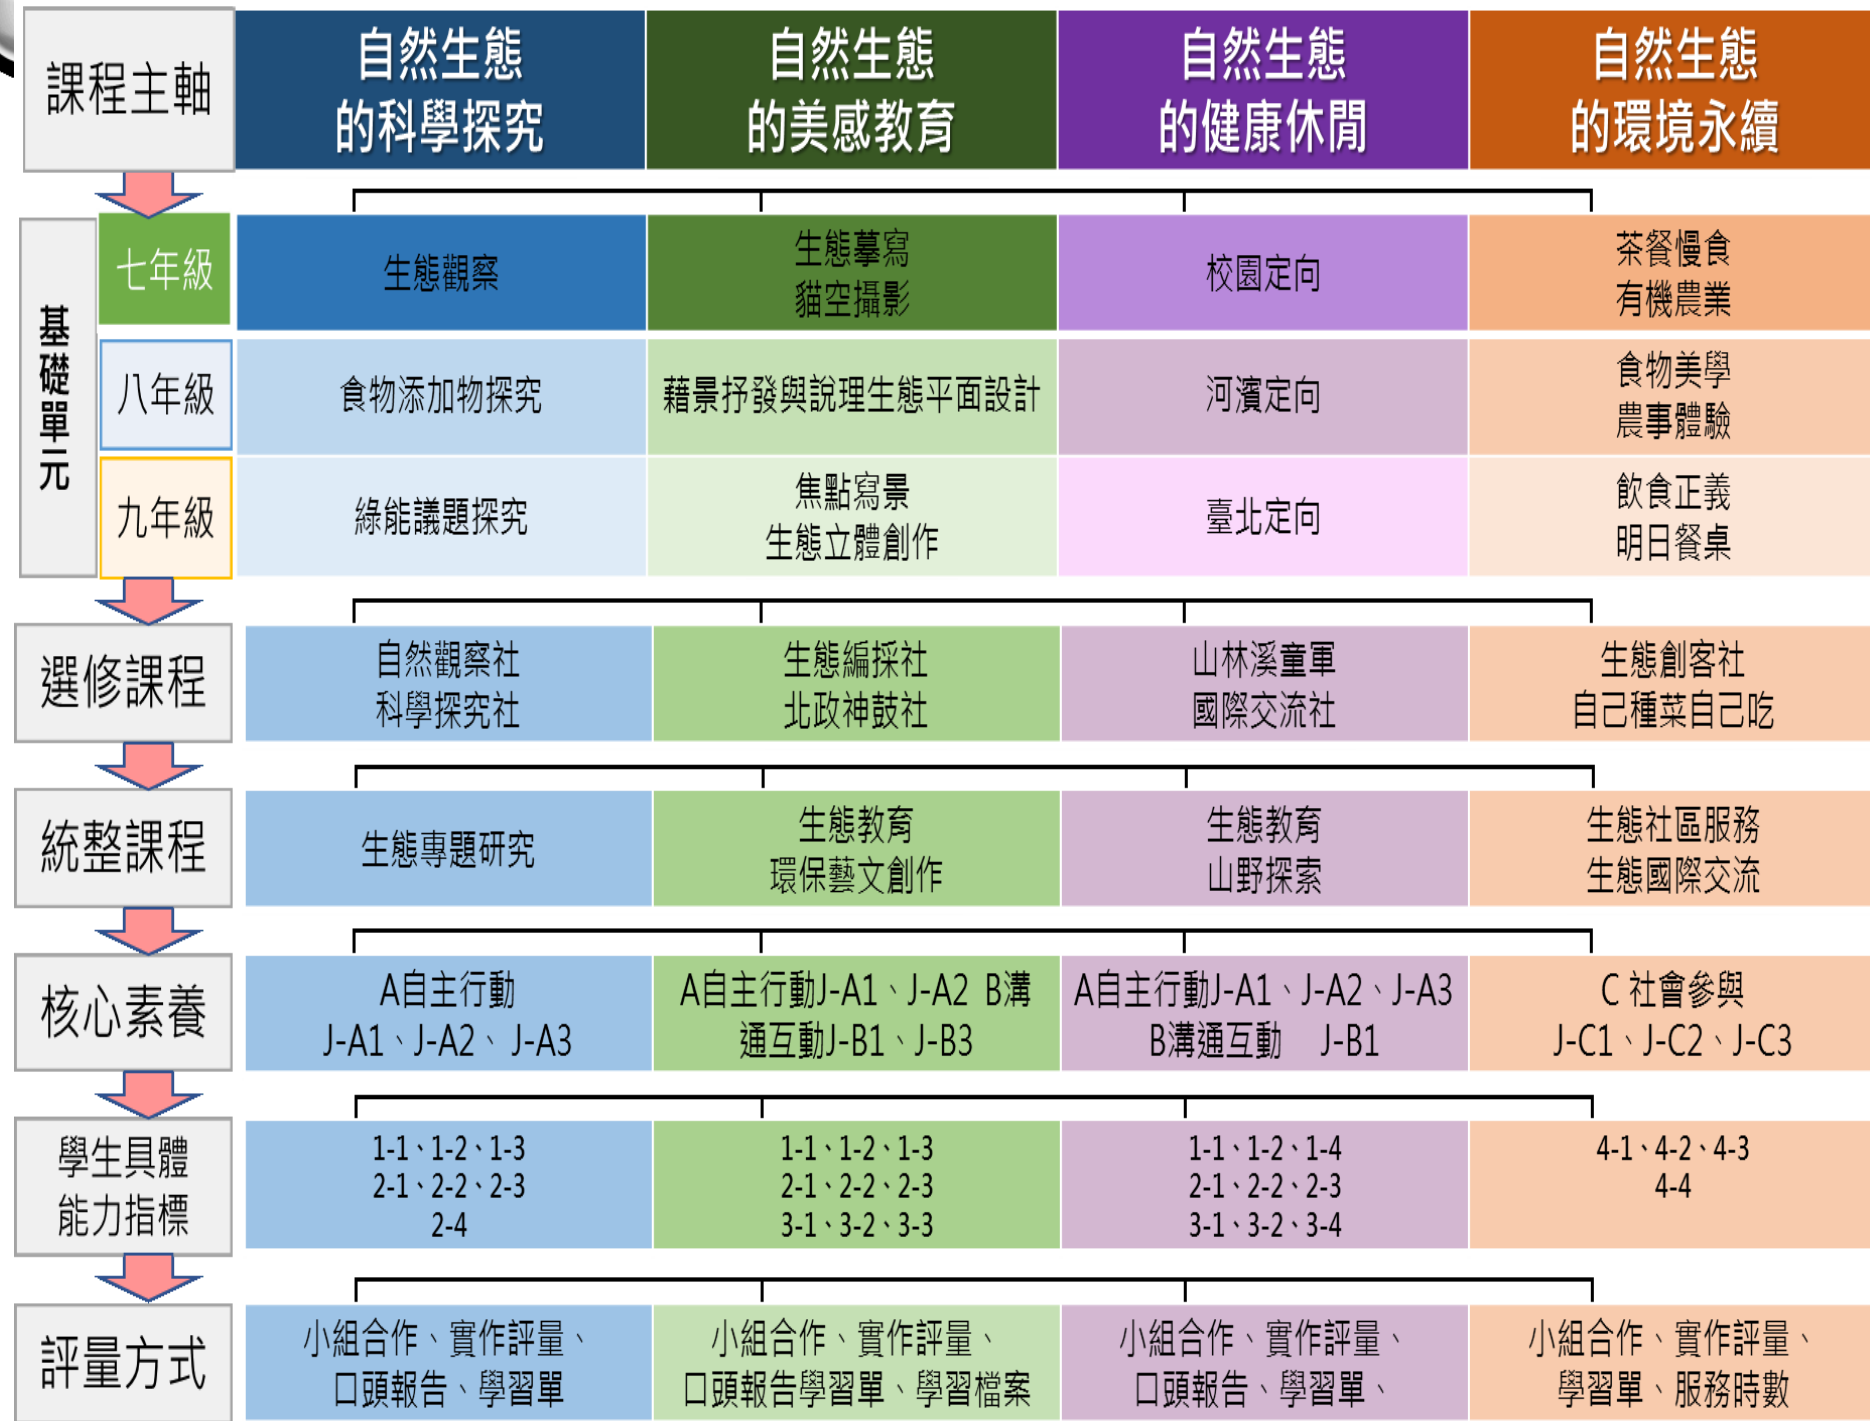 課程主軸
自然生態
的科學探究
自然生態
的美感教育
自然生態
的健康休閒
自然生態
的環境永續
基礎單元
七年級
生態觀察
生態摹寫
貓空攝影
校園定向
茶餐慢食
有機農業
八年級
食物添加物探究
藉景抒發與說理生態平面設計
河濱定向
食物美學
農事體驗
九年級
綠能議題探究
焦點寫景
生態立體創作
臺北定向
飲食正義
明日餐桌
選修課程
自然觀察社
科學探究社
生態編採社
北政神鼓社
山林溪童軍
國際交流社
生態創客社
自己種菜自己吃
統整課程
生態專題研究
生態教育
環保藝文創作
生態教育
山野探索
生態社區服務
生態國際交流
核心素養
A自主行動
J-A1、J-A2、J-A3
A自主行動J-A1、J-A2 B溝
通互動J-B1、J-B3
A自主行動J-A1、J-A2、J-A3
B溝通互動 J-B1
C 社會參與
J-C1、J-C2、J-C3
學生具體
能力指標
1-1、1-2、1-3
2-1、2-2、2-3
2-4
1-1、1-2、1-3
2-1、2-2、2-3
3-1、3-2、3-3
1-1、1-2、1-4
2-1、2-2、2-3
3-1、3-2、3-4
4-1、4-2、4-3
4-4
評量方式
小組合作、實作評量、
口頭報告、學習單
小組合作、實作評量、
口頭報告學習單、學習檔案
小組合作、實作評量、
口頭報告、學習單、
小組合作、實作評量、
學習單、服務時數